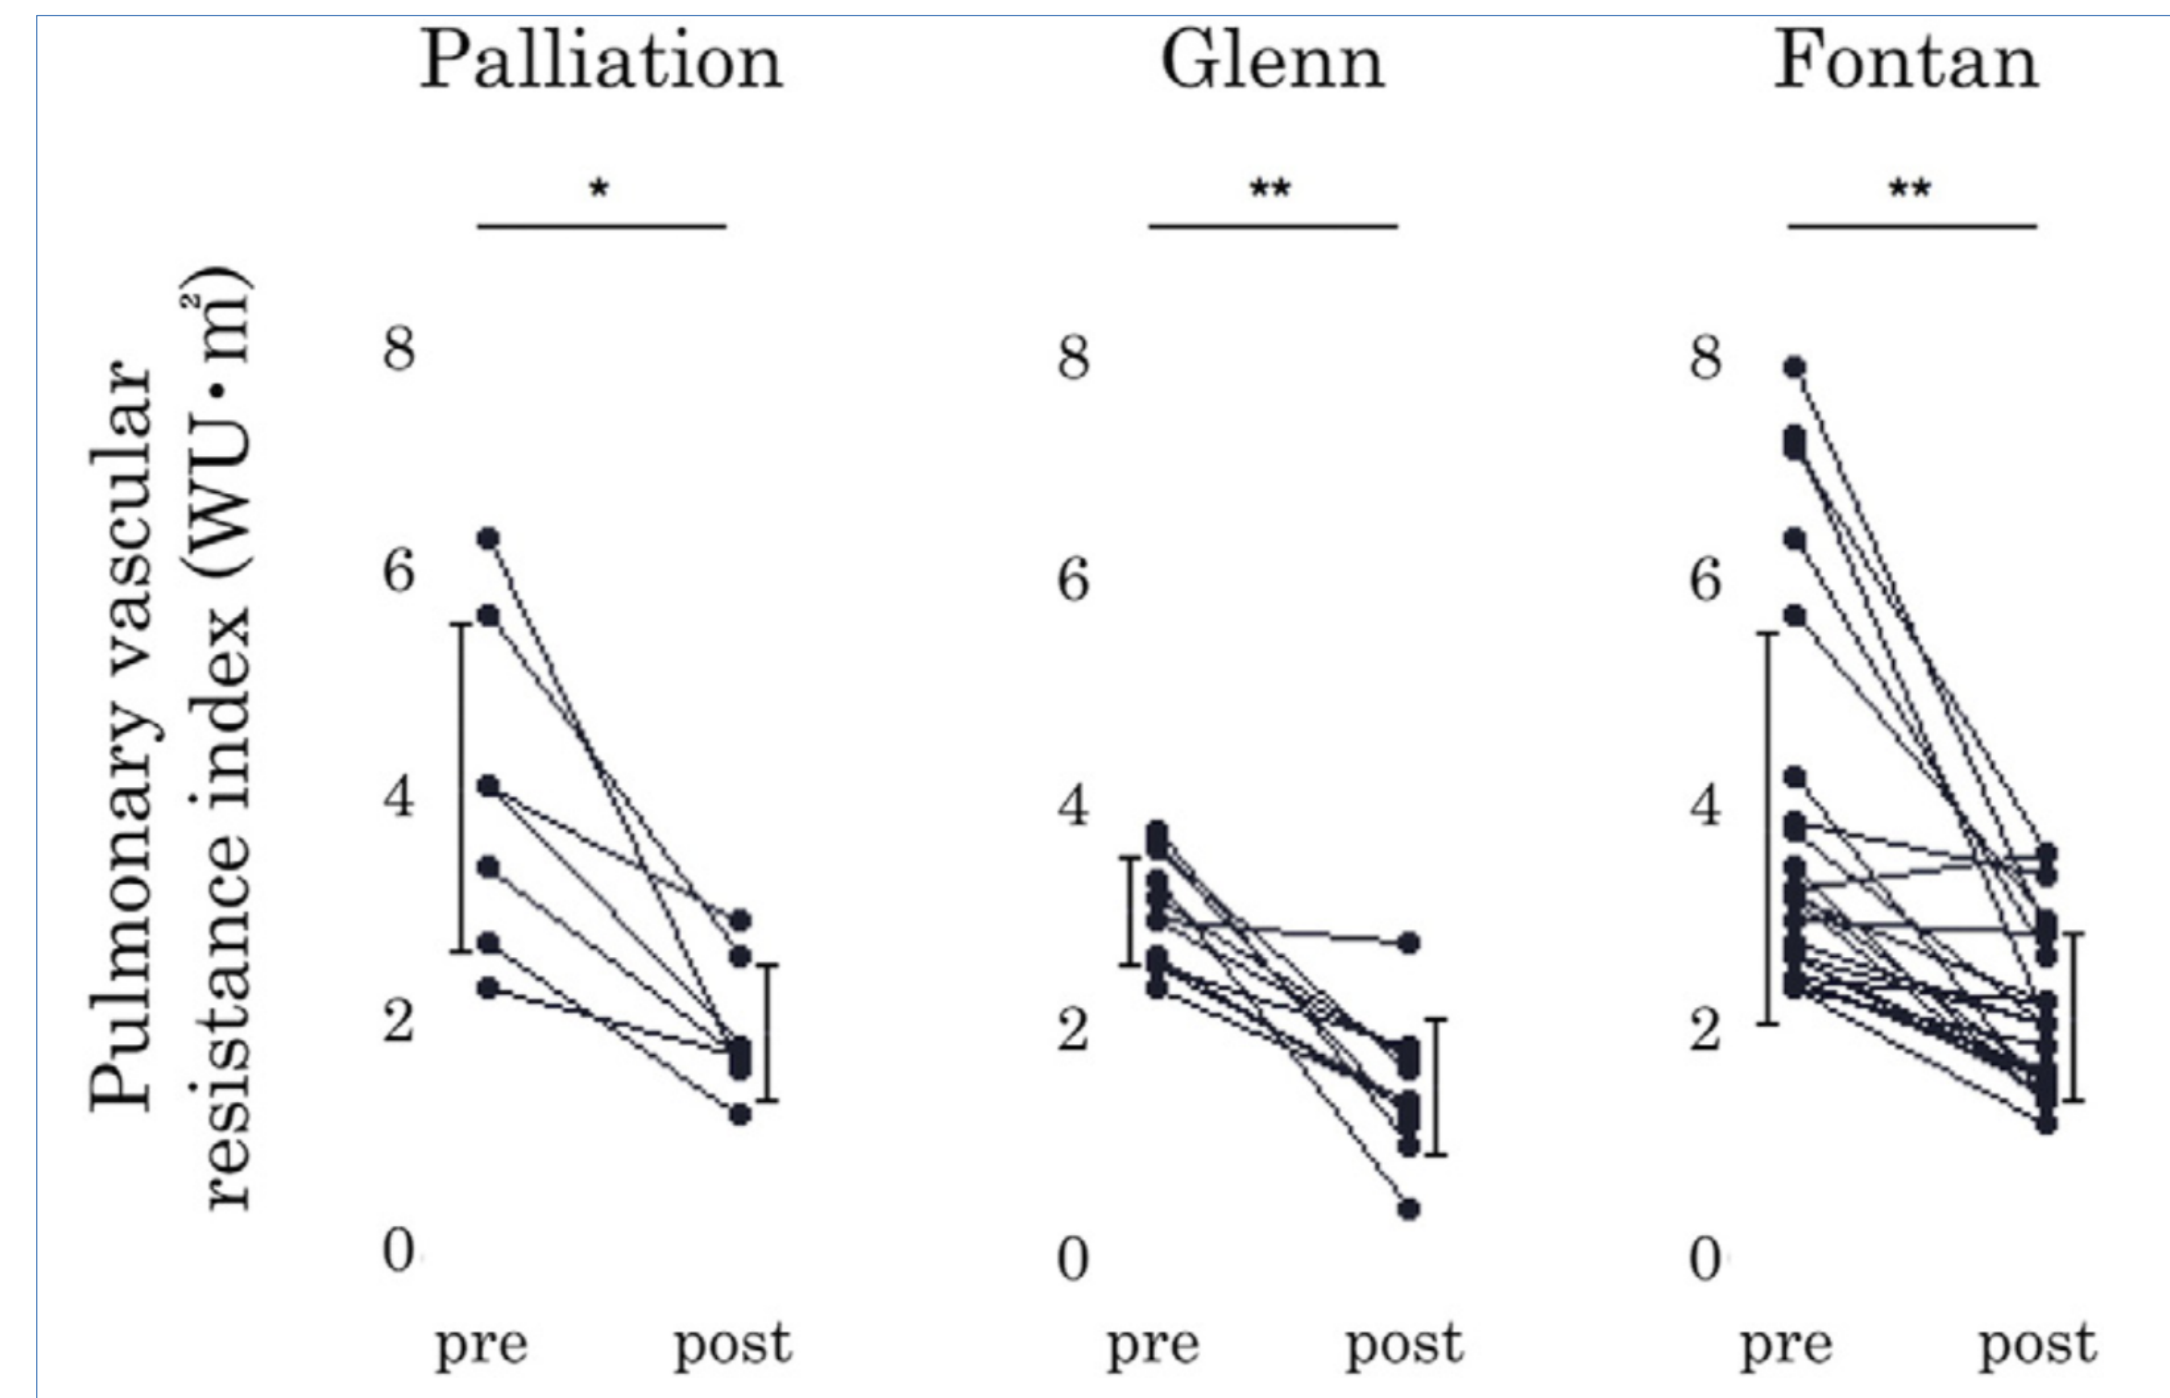 Palliation
Glenn
Fontan
*
**
**
Pulmonary vascular
resistance index (WU·m²)
8
6
4
2
0
8
6
4
2
0
8
6
4
2
0
pre
post
pre
post
pre
post